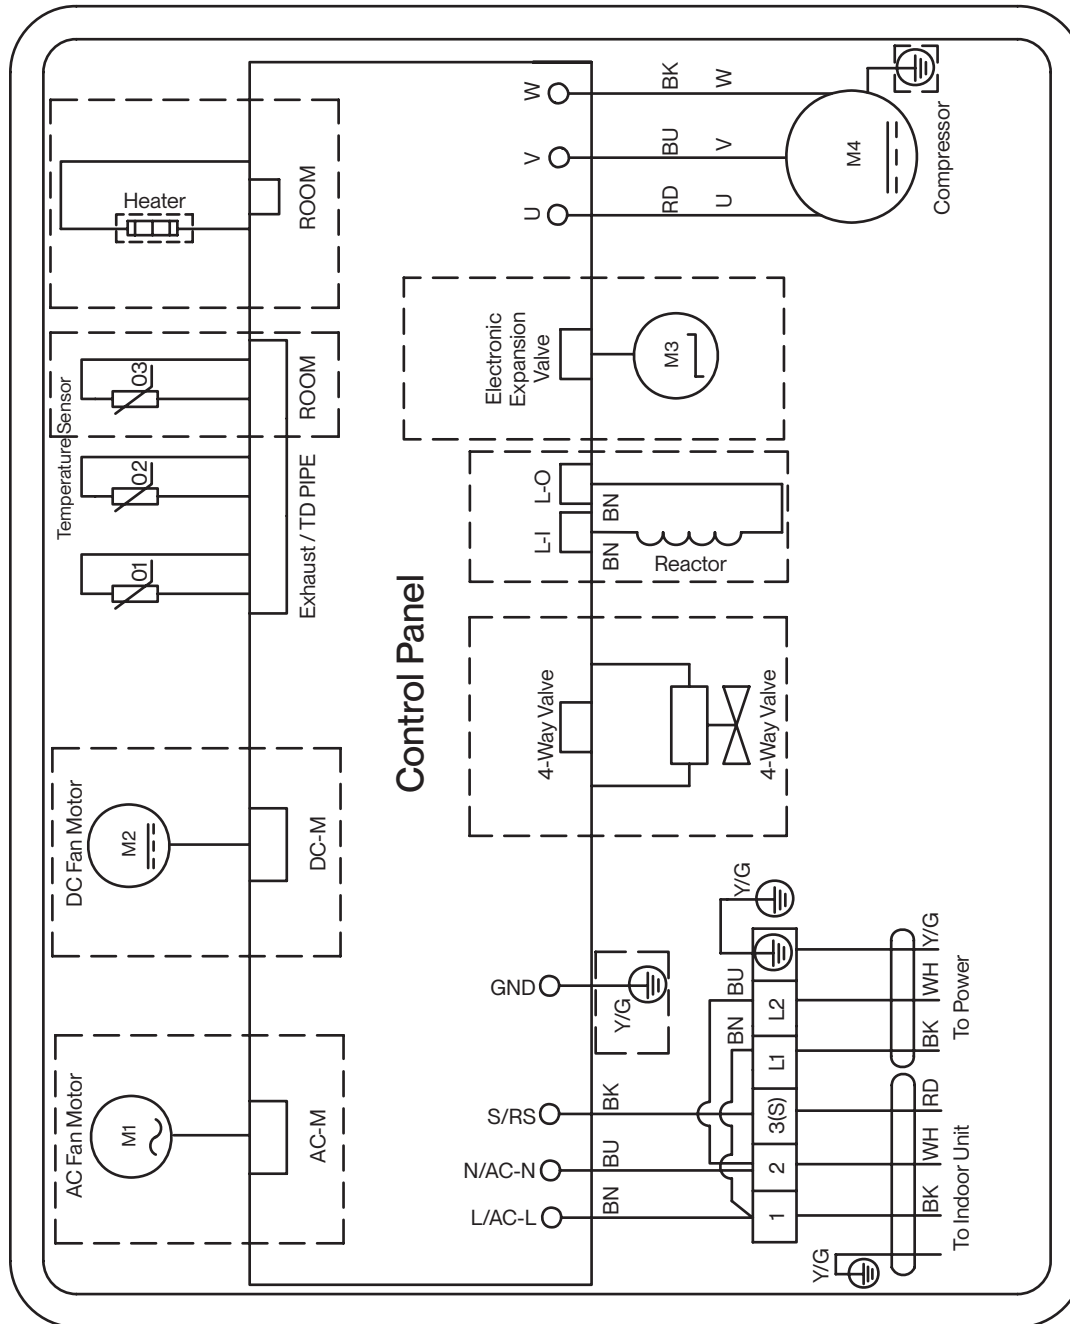 Heater
ROOM
Temperature Sensor
03
02
01
ROOM
Exhaust / TD PIPE
DC Fan Motor
M2
DC-M
AC Fan Motor
M1
AC-M
Control Panel
W
V
U
BK
BU
RD
W
V
U
M4
Compressor
Electronic
Expansion
Valve
M3
L-O
L-I
BN
BN
Reactor
4-Way Valve
4-Way Valve
GND
Y/G
S/RS
BK
N/AC-N
BU
L/AC-L
BN
Y/G
BU
BN
L2
L1
3(S)
2
1
Y/G
WH
BK
To Power
RD
WH
BK
To Indoor Unit
Y/G